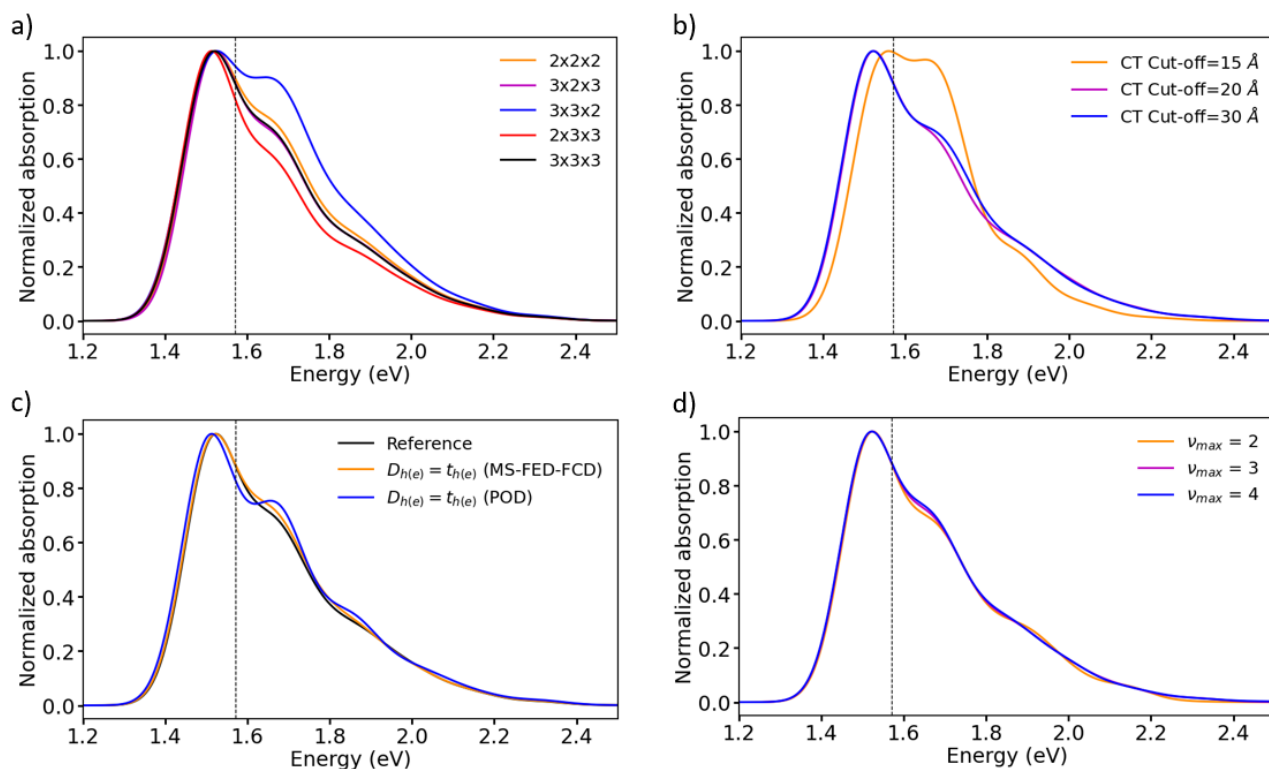 a)
Normalized absorption
1.0
0.8
0.6
0.4
0.2
0.0
2x2x2
3x2x3
3x3x2
2x3x3
3x3x3
1.2 1.4 1.6 1.8 2.0 2.2 2.4
Energy (eV)
b)
Normalized absorption
1.0
0.8
0.6
0.4
0.2
0.0
CT Cut-off=15 Å
CT Cut-off=20 Å
CT Cut-off=30 Å
1.2 1.4 1.6 1.8 2.0 2.2 2.4
Energy (eV)
c)
Normalized absorption
1.0
0.8
0.6
0.4
0.2
0.0
Reference
D_{h(e)} = t_{h(e)} (MS-FED-FCD)
D_{h(e)} = t_{h(e)} (POD)
1.2 1.4 1.6 1.8 2.0 2.2 2.4
Energy (eV)
d)
Normalized absorption
1.0
0.8
0.6
0.4
0.2
0.0
ν_{max} = 2
ν_{max} = 3
ν_{max} = 4
1.2 1.4 1.6 1.8 2.0 2.2 2.4
Energy (eV)